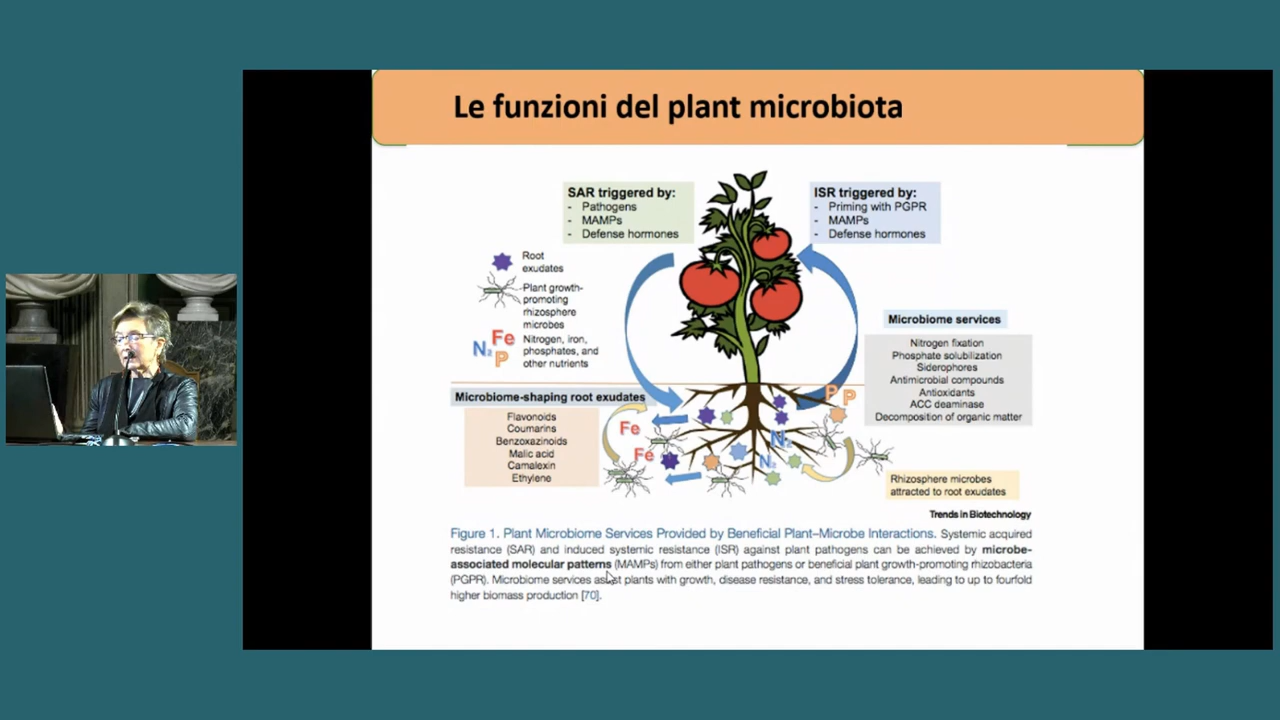 Le funzioni del plant microbiota
SAR triggered by:
- Pathogens
- MAMPs
- Defense hormones
ISR triggered by:
- Priming with PGPR
- MAMPs
- Defense hormones
Root
exudates
Plant growth-
promoting
rhizosphere
microbes
N2 Fe P
Nitrogen, iron,
phosphates, and
other nutrients
Microbiome services
Nitrogen fixation
Phosphate solubilization
Siderophores
Antimicrobial compounds
Antioxidants
ACC deaminase
Decomposition of organic matter
Microbiome-shaping root exudates
Flavonoids
Coumarins
Benzoxazinoids
Malic acid
Camalexin
Ethylene
Fe
Fe
P P
N2
N2
Rhizosphere microbes
attracted to root exudates
Trends in Biotechnology
Figure 1. Plant Microbiome Services Provided by Beneficial Plant–Microbe Interactions. Systemic acquired
resistance (SAR) and induced systemic resistance (ISR) against plant pathogens can be achieved by microbe-
associated molecular patterns (MAMPs) from either plant pathogens or beneficial plant growth-promoting rhizobacteria
(PGPR). Microbiome services assist plants with growth, disease resistance, and stress tolerance, leading to up to fourfold
higher biomass production [70].